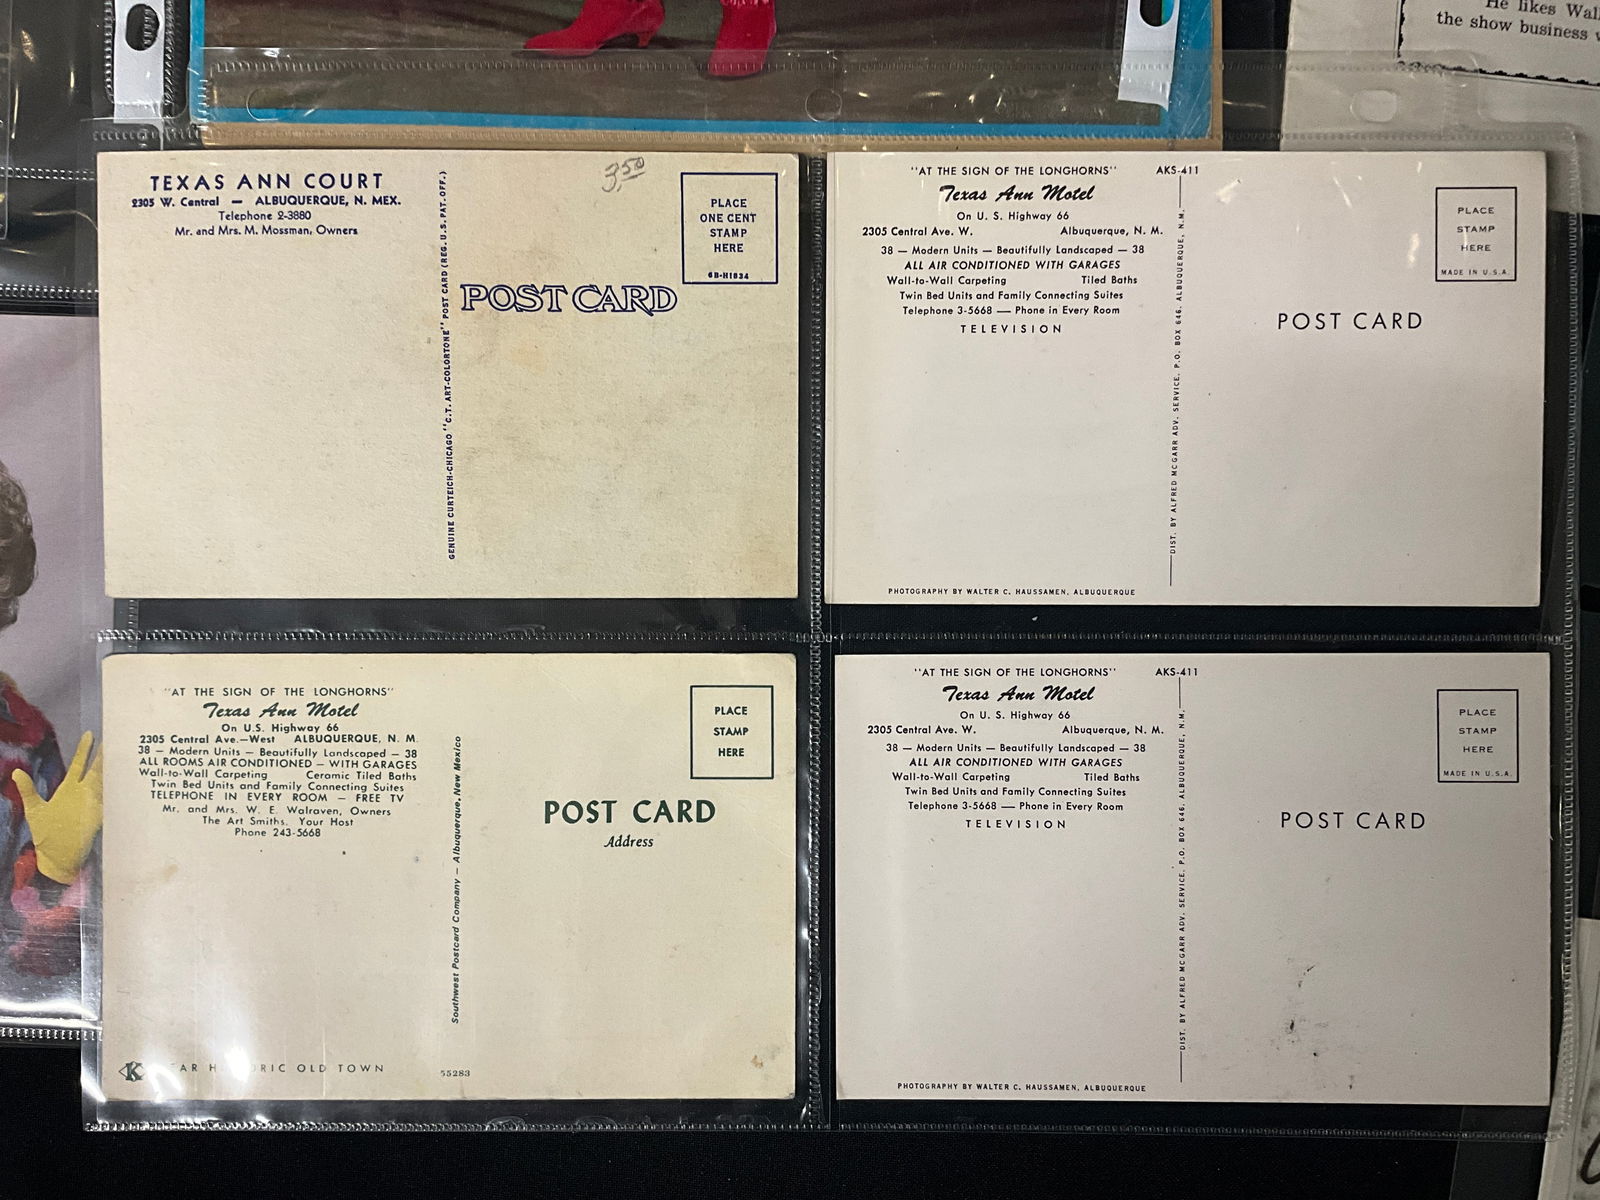 He likes
the show business
TEXAS ANN COURT
2305 W. Central — ALBUQUERQUE, N. MEX.
Telephone 2-3880
Mr. and Mrs. M. Mossman, Owners
GENUINE CURTEICH-CHICAGO "C.T. ART-COLORTONE" POST CARD (REG. U.S. PAT. OFF.)
3.50
PLACE
ONE CENT
STAMP
HERE
6B-H1834
POST CARD
"AT THE SIGN OF THE LONGHORNS"
AKS-411
Texas Ann Motel
On U. S. Highway 66
2305 Central Ave. W. Albuquerque, N. M.
38 — Modern Units — Beautifully Landscaped — 38
ALL AIR CONDITIONED WITH GARAGES
Wall-to-Wall Carpeting Tiled Baths
Twin Bed Units and Family Connecting Suites
Telephone 3-5668 — Phone in Every Room
TELEVISION
DIST. BY ALFRED MCGARR ADV. SERVICE, P.O. BOX 646, ALBUQUERQUE, N.M.
PLACE
STAMP
HERE
MADE IN U.S.A.
POST CARD
PHOTOGRAPHY BY WALTER C. HAUSSAMEN, ALBUQUERQUE
"AT THE SIGN OF THE LONGHORNS"
Texas Ann Motel
On U.S. Highway 66
2305 Central Ave.—West ALBUQUERQUE, N. M.
38 — Modern Units — Beautifully Landscaped — 38
ALL ROOMS AIR CONDITIONED — WITH GARAGES
Wall-to-Wall Carpeting Ceramic Tiled Baths
Twin Bed Units and Family Connecting Suites
TELEPHONE IN EVERY ROOM — FREE TV
Mr. and Mrs. W. E. Walraven, Owners
The Art Smiths. Your Host
Phone 243-5668
Southwest Postcard Company — Albuquerque, New Mexico
PLACE
STAMP
HERE
POST CARD
Address
K
OLD TOWN
55283
"AT THE SIGN OF THE LONGHORNS"
AKS-411
Texas Ann Motel
On U. S. Highway 66
2305 Central Ave. W. Albuquerque, N. M.
38 — Modern Units — Beautifully Landscaped — 38
ALL AIR CONDITIONED WITH GARAGES
Wall-to-Wall Carpeting Tiled Baths
Twin Bed Units and Family Connecting Suites
Telephone 3-5668 — Phone in Every Room
TELEVISION
DIST. BY ALFRED MCGARR ADV. SERVICE, P.O. BOX 646, ALBUQUERQUE, N.M.
PLACE
STAMP
HERE
MADE IN U.S.A.
POST CARD
PHOTOGRAPHY BY WALTER C. HAUSSAMEN, ALBUQUERQUE